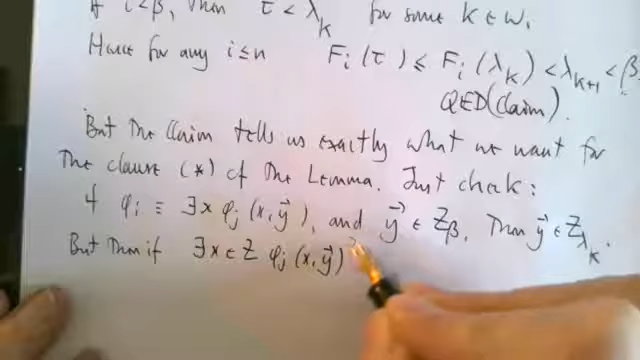 if i < β, then τ < λ_k for some k ∈ ω.
Hence for any i ≤ n F_i(τ) ≤ F_i(λ_k) < λ_{k+1} < β.
QED(Claim).
But the Claim tells us exactly what we want for
the clause (*) of the Lemma. Just check:
if φ_i ≡ ∃x φ_j(x, y⃗), and y⃗ ∈ Z_β, then y⃗ ∈ Z_{λ_k}.
But then if ∃x ∈ Z φ_j(x, y⃗)